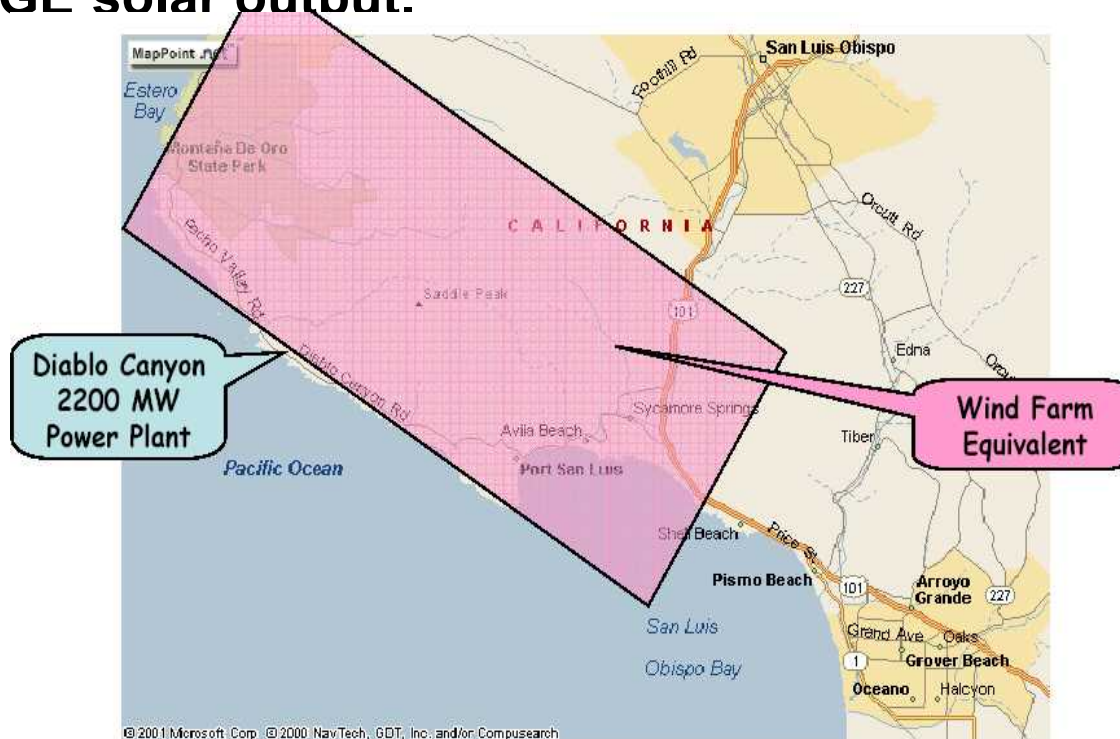 GE solar output.
MapPoint .net
San Luis Obispo
Foothill Rd
Estero
Bay
Montaña De Oro
State Park
CALIFORNIA
Orcutt Rd
Pecho Valley Rd
Saddle Peak
227
101
Diablo Canyon
2200 MW
Power Plant
Diablo Canyon Rd
Edna
Wind Farm
Equivalent
Sycamore Springs
Avila Beach
Tiber
Pacific Ocean
Port San Luis
Shell Beach
Price St
Pismo Beach
101
Arroyo
Grande
227
San Luis
Obispo Bay
Grand Ave
Oaks
1
Grover Beach
Oceano
Halcyon
© 2001 Microsoft Corp © 2000 NavTech, GDT, Inc. and/or Compusearch